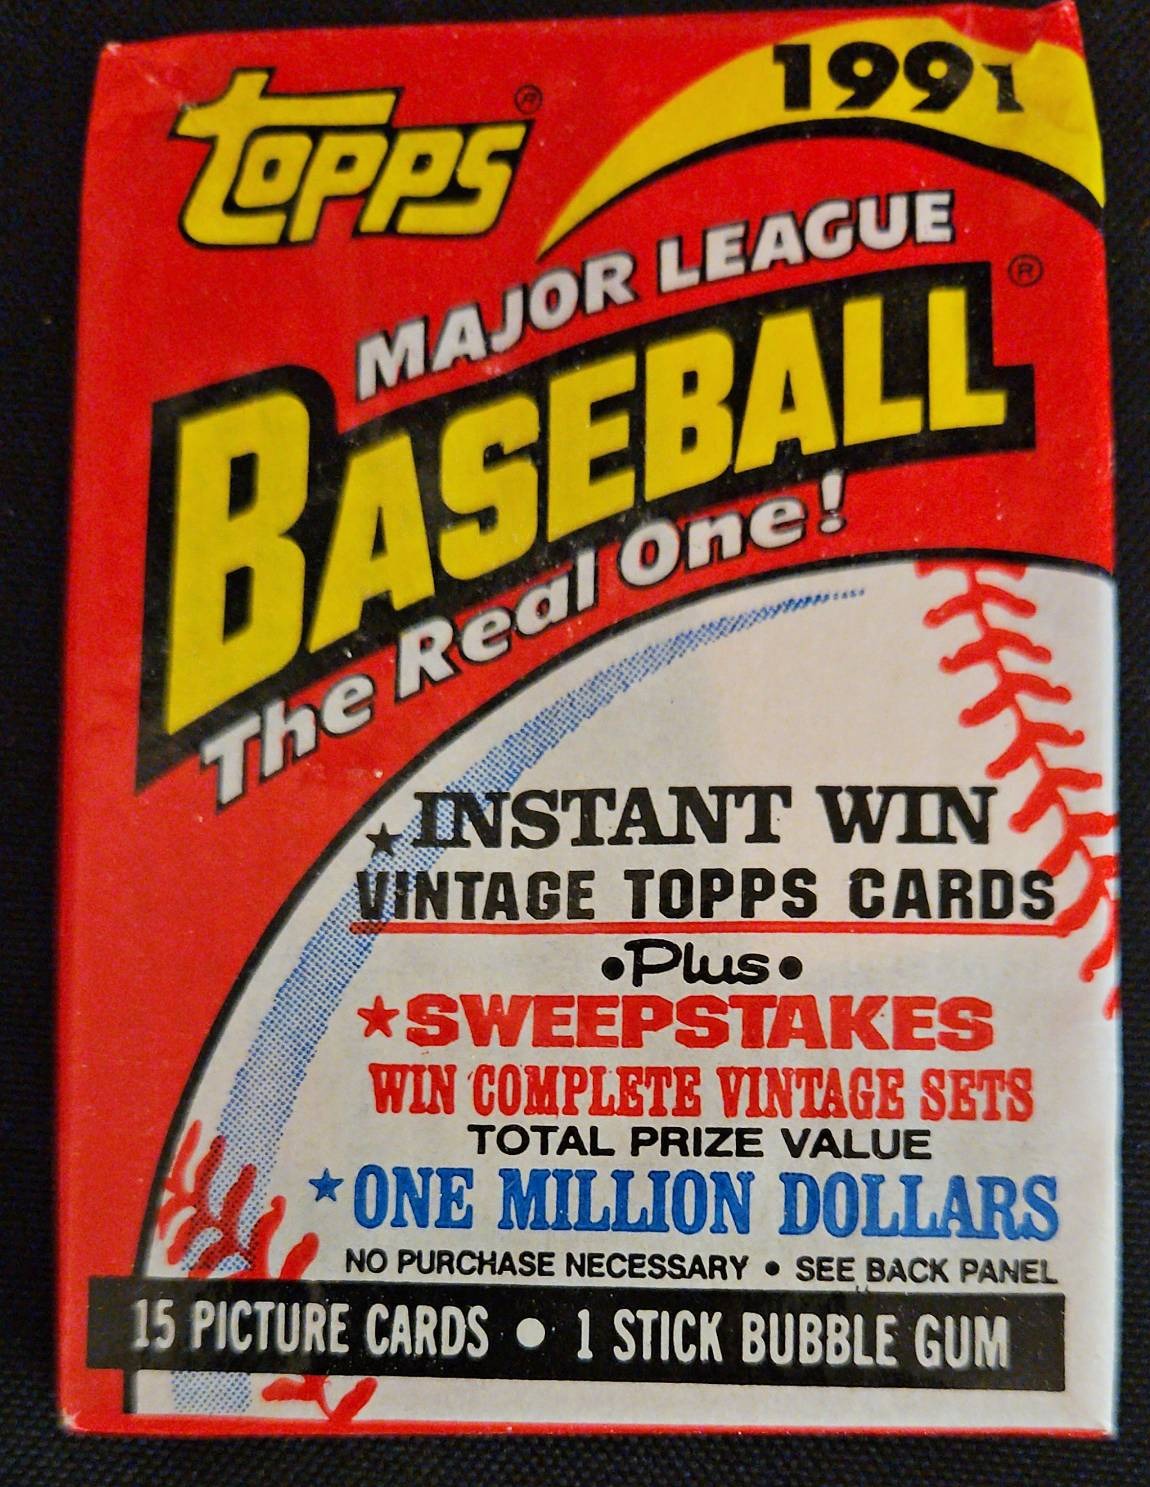 TOPPS ®
1991
MAJOR LEAGUE
BASEBALL ®
The Real One!
★ INSTANT WIN
VINTAGE TOPPS CARDS
• Plus •
★ SWEEPSTAKES
WIN COMPLETE VINTAGE SETS
TOTAL PRIZE VALUE
★ ONE MILLION DOLLARS
NO PURCHASE NECESSARY • SEE BACK PANEL
15 PICTURE CARDS • 1 STICK BUBBLE GUM